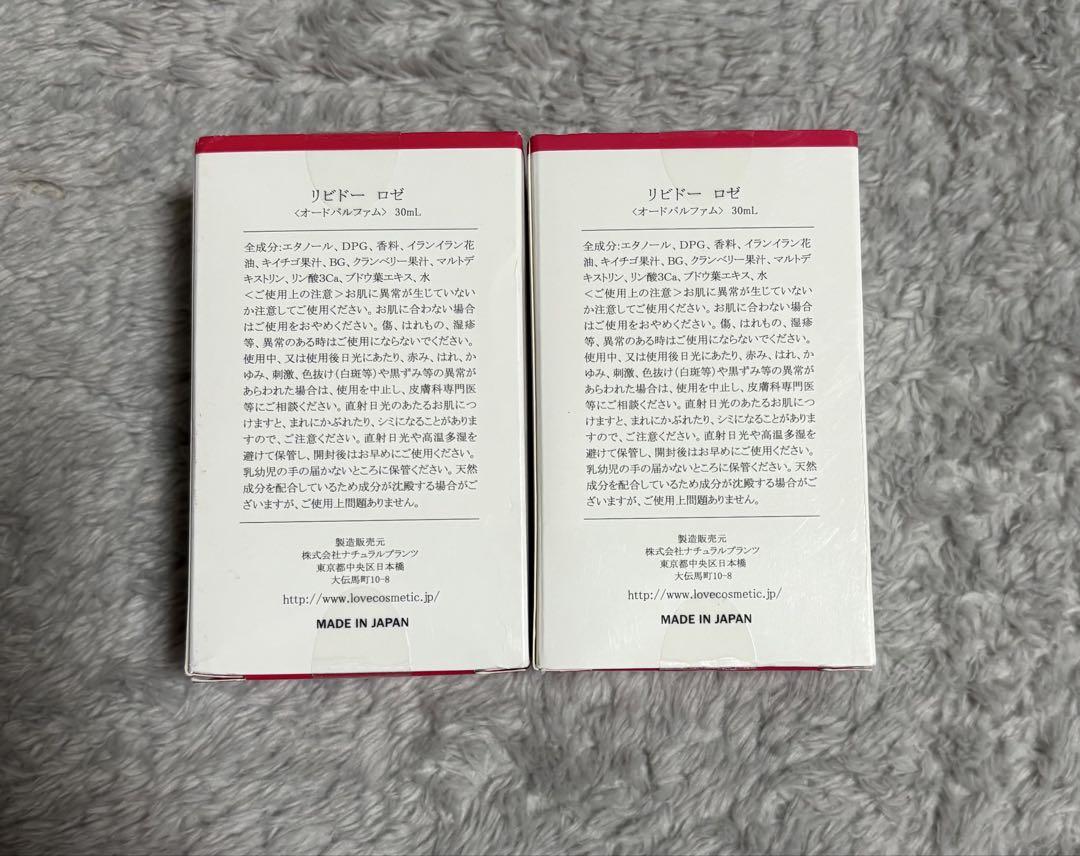 リビドー ロゼ
〈オードパルファム〉 30mL
全成分:エタノール、DPG、香料、イランイラン花
油、キイチゴ果汁、BG、クランベリー果汁、マルトデ
キストリン、リン酸3Ca、ブドウ葉エキス、水
＜ご使用上の注意＞お肌に異常が生じていない
か注意してご使用ください。お肌に合わない場合
はご使用をおやめください。傷、はれもの、湿疹
等、異常のある時はご使用にならないでください。
使用中、又は使用後日光にあたり、赤み、はれ、か
ゆみ、刺激、色抜け(白斑等)や黒ずみ等の異常が
あらわれた場合は、使用を中止し、皮膚科専門医
等にご相談ください。直射日光のあたるお肌につ
けますと、まれにかぶれたり、シミになることがありま
すので、ご注意ください。直射日光や高温多湿を
避けて保管し、開封後はお早めにご使用ください。
乳幼児の手の届かないところに保管ください。天然
成分を配合しているため成分が沈殿する場合がご
ざいますが、ご使用上問題ありません。
製造販売元
株式会社ナチュラルプランツ
東京都中央区日本橋
大伝馬町10-8
http://www.lovecosmetic.jp/
MADE IN JAPAN
リビドー ロゼ
〈オードパルファム〉 30mL
全成分:エタノール、DPG、香料、イランイラン花
油、キイチゴ果汁、BG、クランベリー果汁、マルトデ
キストリン、リン酸3Ca、ブドウ葉エキス、水
＜ご使用上の注意＞お肌に異常が生じていない
か注意してご使用ください。お肌に合わない場合
はご使用をおやめください。傷、はれもの、湿疹
等、異常のある時はご使用にならないでください。
使用中、又は使用後日光にあたり、赤み、はれ、か
ゆみ、刺激、色抜け(白斑等)や黒ずみ等の異常が
あらわれた場合は、使用を中止し、皮膚科専門医
等にご相談ください。直射日光のあたるお肌につ
けますと、まれにかぶれたり、シミになることがありま
すので、ご注意ください。直射日光や高温多湿を
避けて保管し、開封後はお早めにご使用ください。
乳幼児の手の届かないところに保管ください。天然
成分を配合しているため成分が沈殿する場合がご
ざいますが、ご使用上問題ありません。
製造販売元
株式会社ナチュラルプランツ
東京都中央区日本橋
大伝馬町10-8
http://www.lovecosmetic.jp/
MADE IN JAPAN